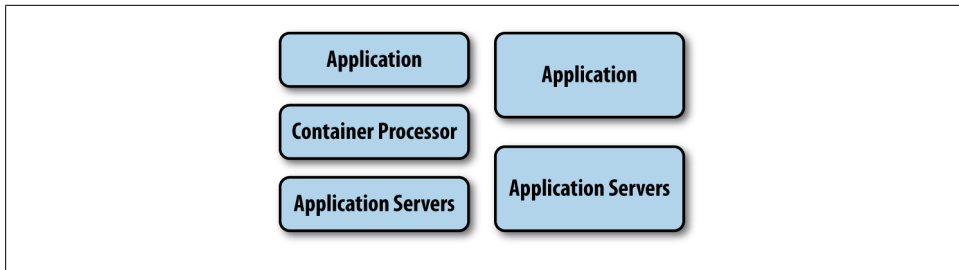 Application
Container Processor
Application Servers
Application
Application Servers